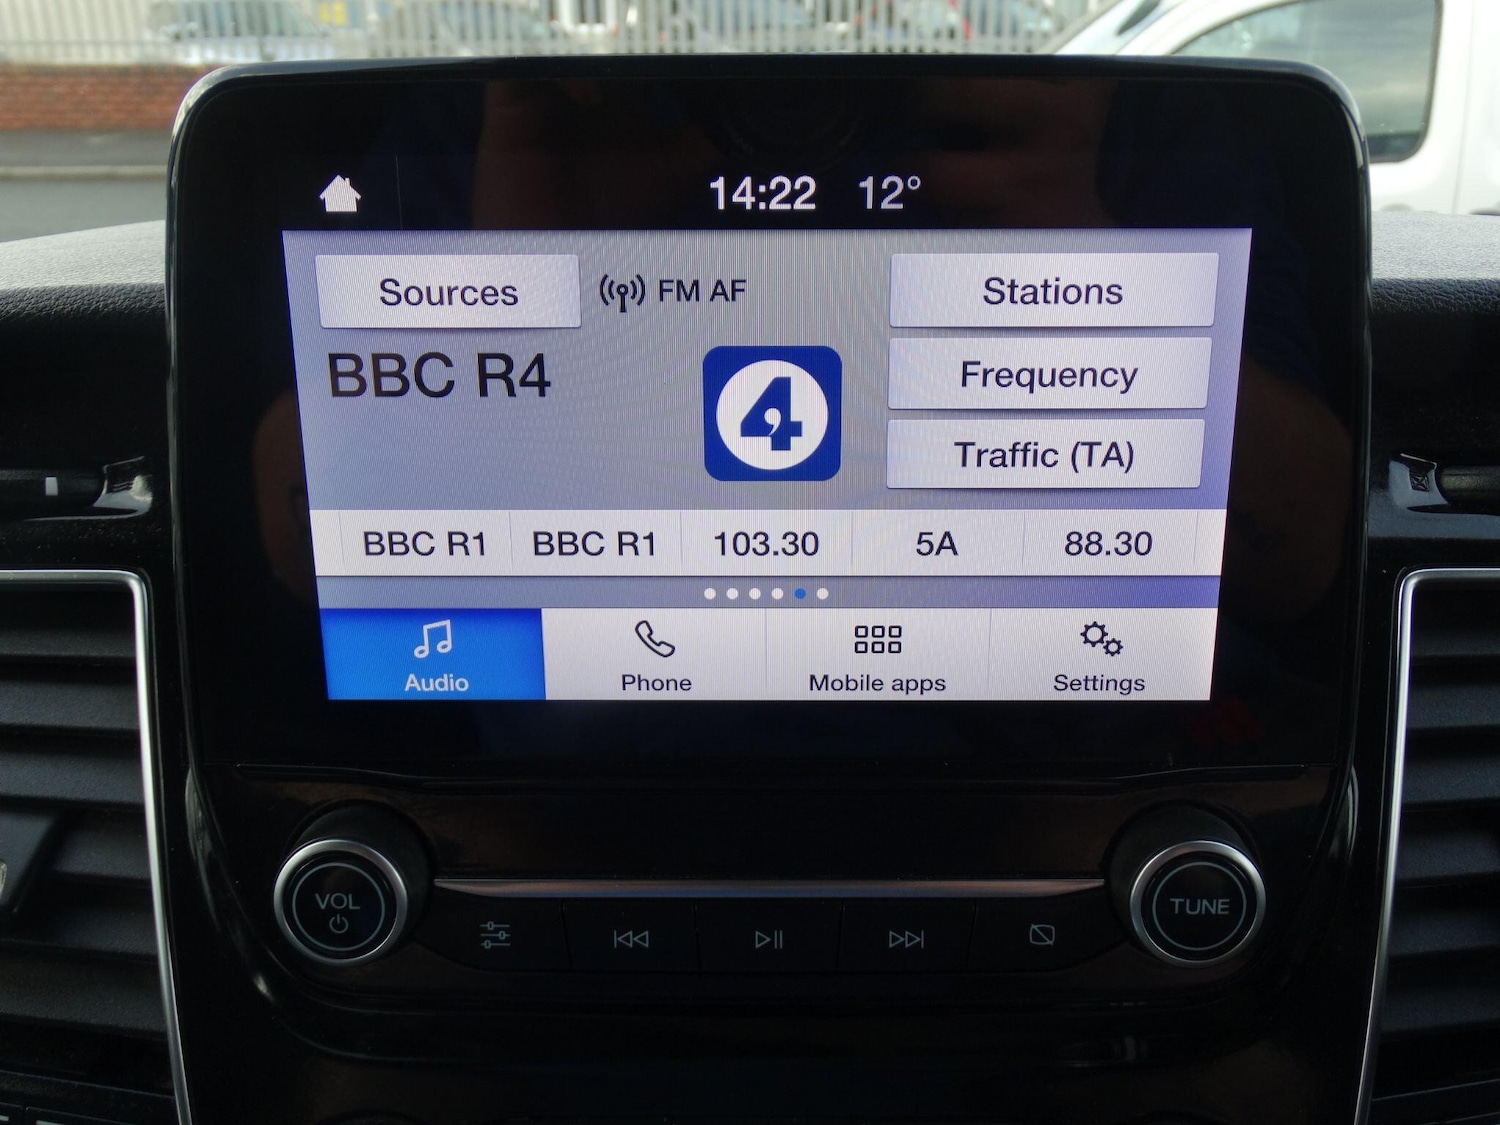 14:22 12°
Sources FM AF Stations
BBC R4
4
Frequency
Traffic (TA)
BBC R1 BBC R1 103.30 5A 88.30
Audio Phone Mobile apps Settings
VOL
TUNE